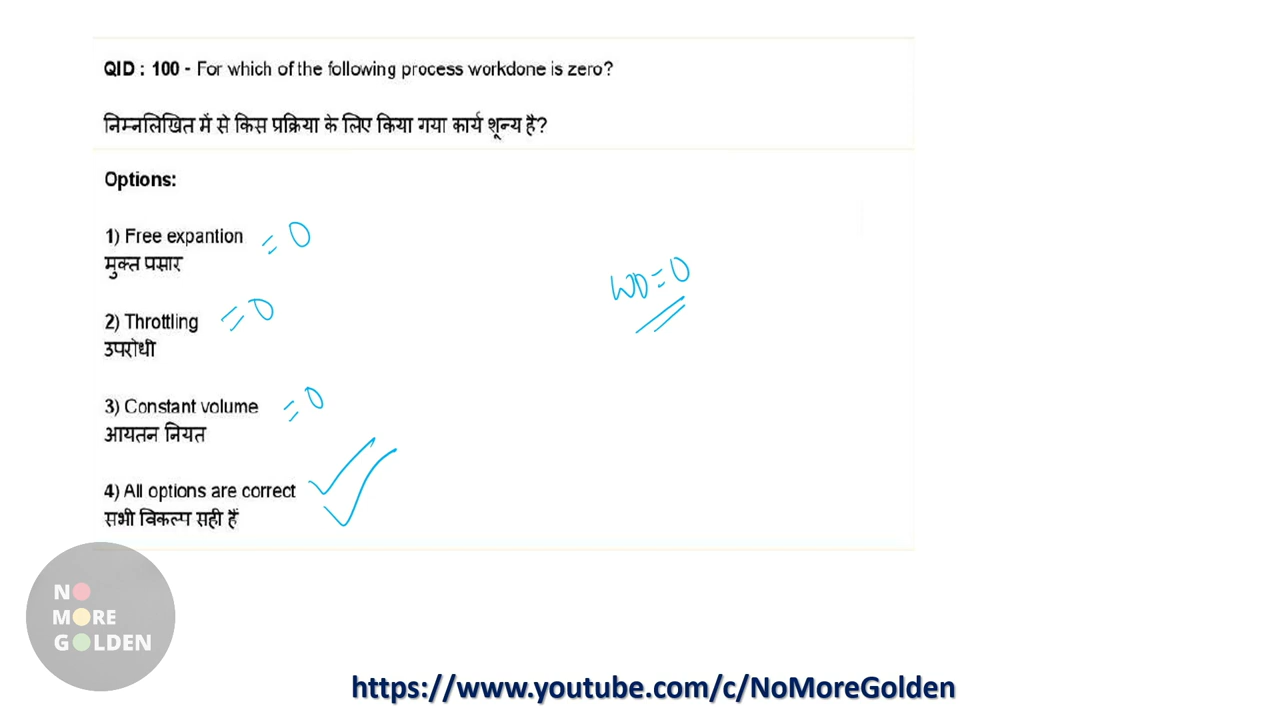 QID : 100 - For which of the following process workdone is zero?
निम्नलिखित में से किस प्रक्रिया के लिए किया गया कार्य शून्य है?
Options:
1) Free expantion = 0
मुक्त पसार
WD = 0
2) Throttling = 0
उपरोधी
3) Constant volume = 0
आयतन नियत
4) All options are correct
सभी विकल्प सही हैं
NO
MORE
GOLDEN
https://www.youtube.com/c/NoMoreGolden